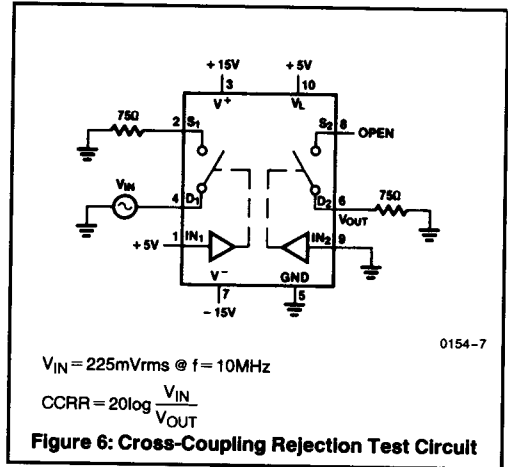 +15V +5V
3 10
V+ VL
75Ω 2 S1 S2 8 OPEN
VIN 4 D1 D2 6 75Ω
VOUT
+5V 1 IN1 IN2 9
V− GND
7 5
−15V
0154-7
VIN = 225mVrms @ f = 10MHz
CCRR = 20log VIN
VOUT
Figure 6: Cross-Coupling Rejection Test Circuit